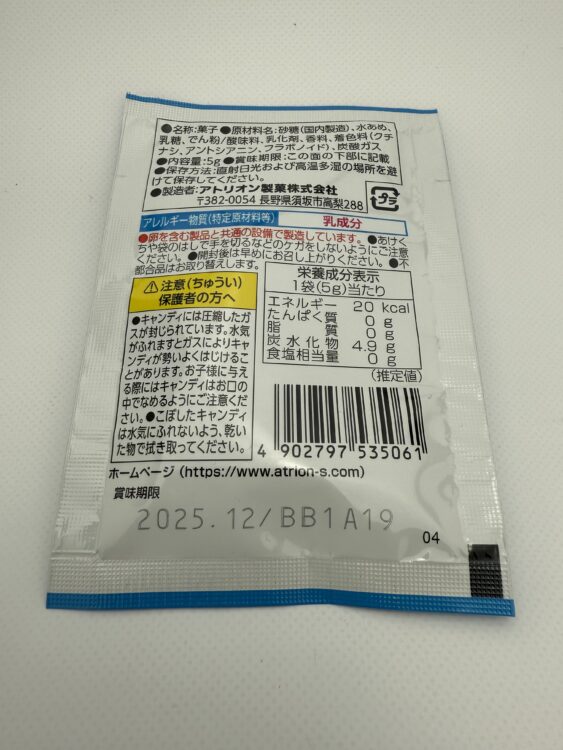 ●名称:菓子●原材料名:砂糖(国内製造)、水あめ、
乳糖、でん粉/酸味料、乳化剤、香料、着色料(クチ
ナシ、アントシアニン、フラボノイド)、炭酸ガス
●内容量:5g●賞味期限:この面の下部に記載
●保存方法:直射日光および高温多湿の場所を避
けて保存してください。
●製造者:アトリオン製菓株式会社
〒382-0054 長野県須坂市高梨288
プラ
アレルギー物質(特定原材料等)
乳成分
●卵を含む製品と共通の設備で製造しています。●あけく
ちや袋のはしで手を切るなどのケガをしないようにご注意
ください。●開封後は早めにお召し上がりください。●不
都合品はお取り替えします。
⚠注意(ちゅうい)
保護者の方へ
●キャンディには圧縮したガ
スが封じられています。水気
がふれますとガスによりキャ
ンディが勢いよくはじけるこ
とがあります。お子様に与え
る際にはキャンディはお口の
中でなめるようにご注意くだ
さい。●こぼしたキャンディ
は水気にふれないよう、乾い
た物で拭き取ってください。
栄養成分表示
1袋(5g)当たり
エネルギー 20 kcal
たんぱく質 0 g
脂質 0 g
炭水化物 4.9 g
食塩相当量 0 g
(推定値)
4 902797 535061
ホームページ(https://www.atrion-s.com)
賞味期限
2025.12/BB1A19
04